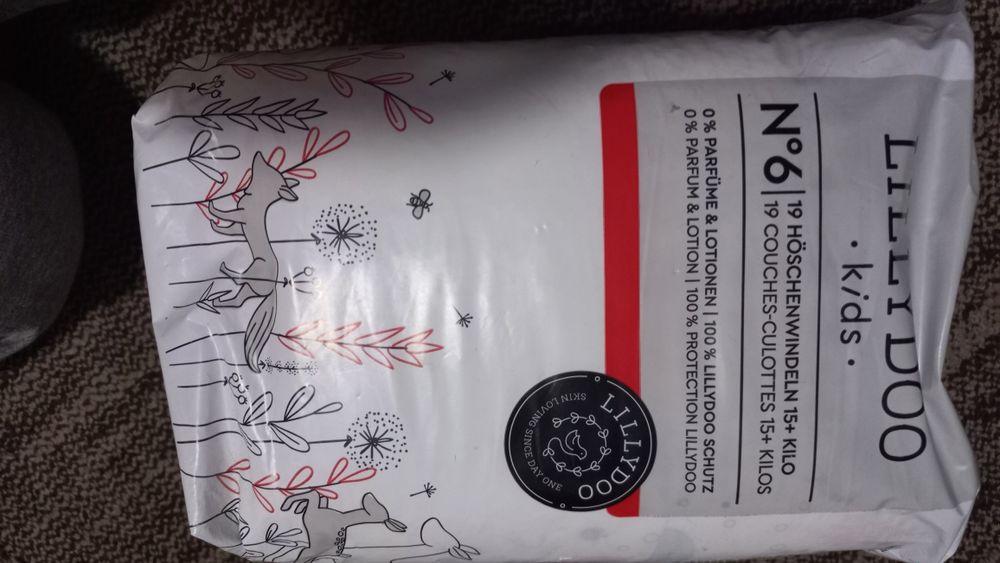 LILLYDOO
• kids •
N°6 | 19 HÖSCHENWINDELN 15+ KILO
19 COUCHES-CULOTTES 15+ KILOS
0 % PARFÜME & LOTIONEN | 100 % LILLYDOO SCHUTZ
0 % PARFUM & LOTION | 100 % PROTECTION LILLYDOO
LILLYDOO
SKIN LOVING SINCE DAY ONE